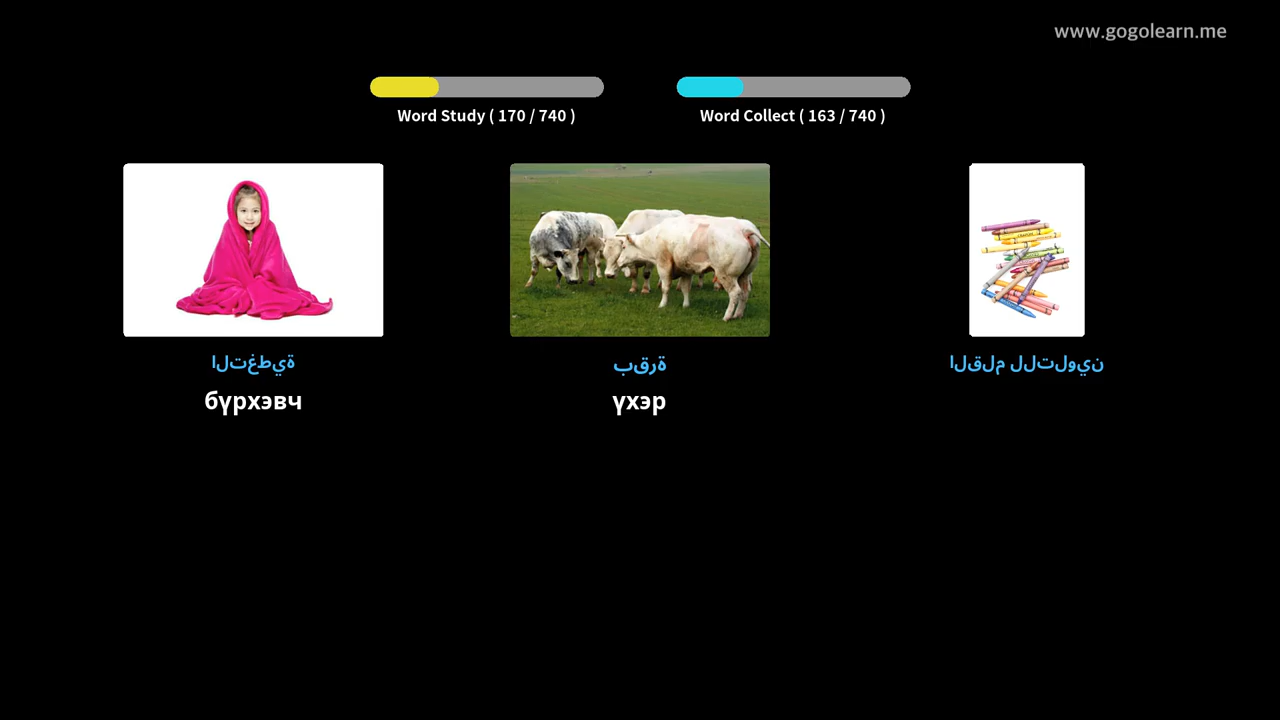 www.gogolearn.me
Word Study ( 170 / 740 )
Word Collect ( 163 / 740 )
التغطية
бүрхэвч
بقرة
үхэр
القلم للتلوين